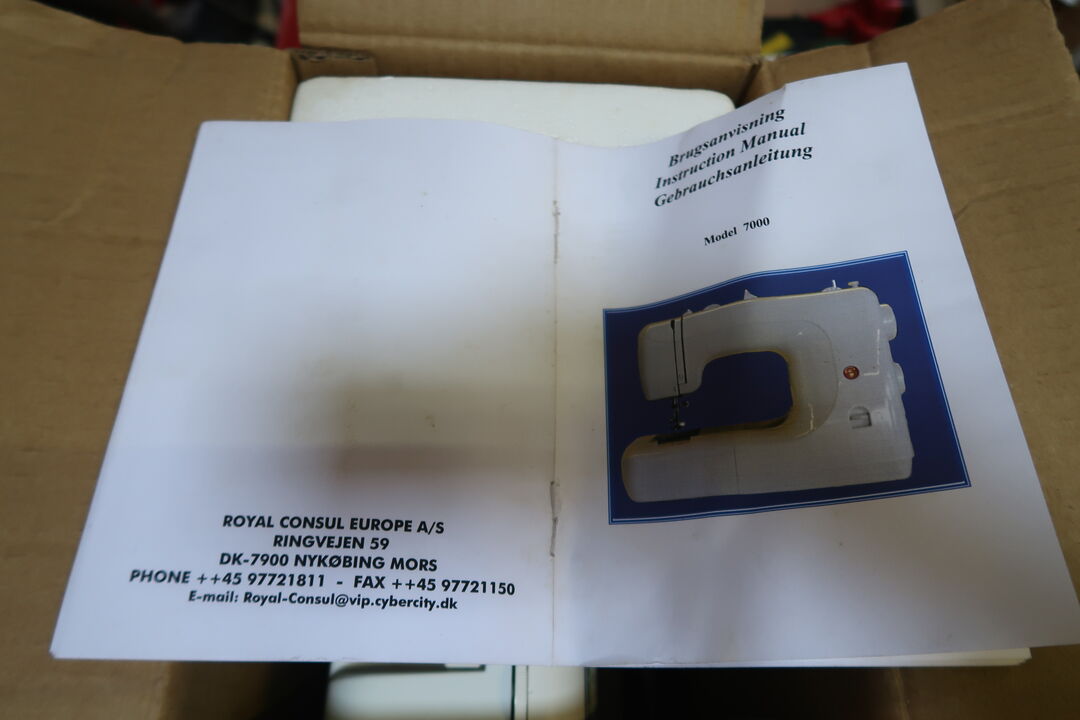 Brugsanvisning
Instruction Manual
Gebrauchsanleitung
Model 7000
ROYAL CONSUL EUROPE A/S
RINGVEJEN 59
DK-7900 NYKØBING MORS
PHONE ++45 97721811 - FAX ++45 97721150
E-mail: Royal-Consul@vip.cybercity.dk